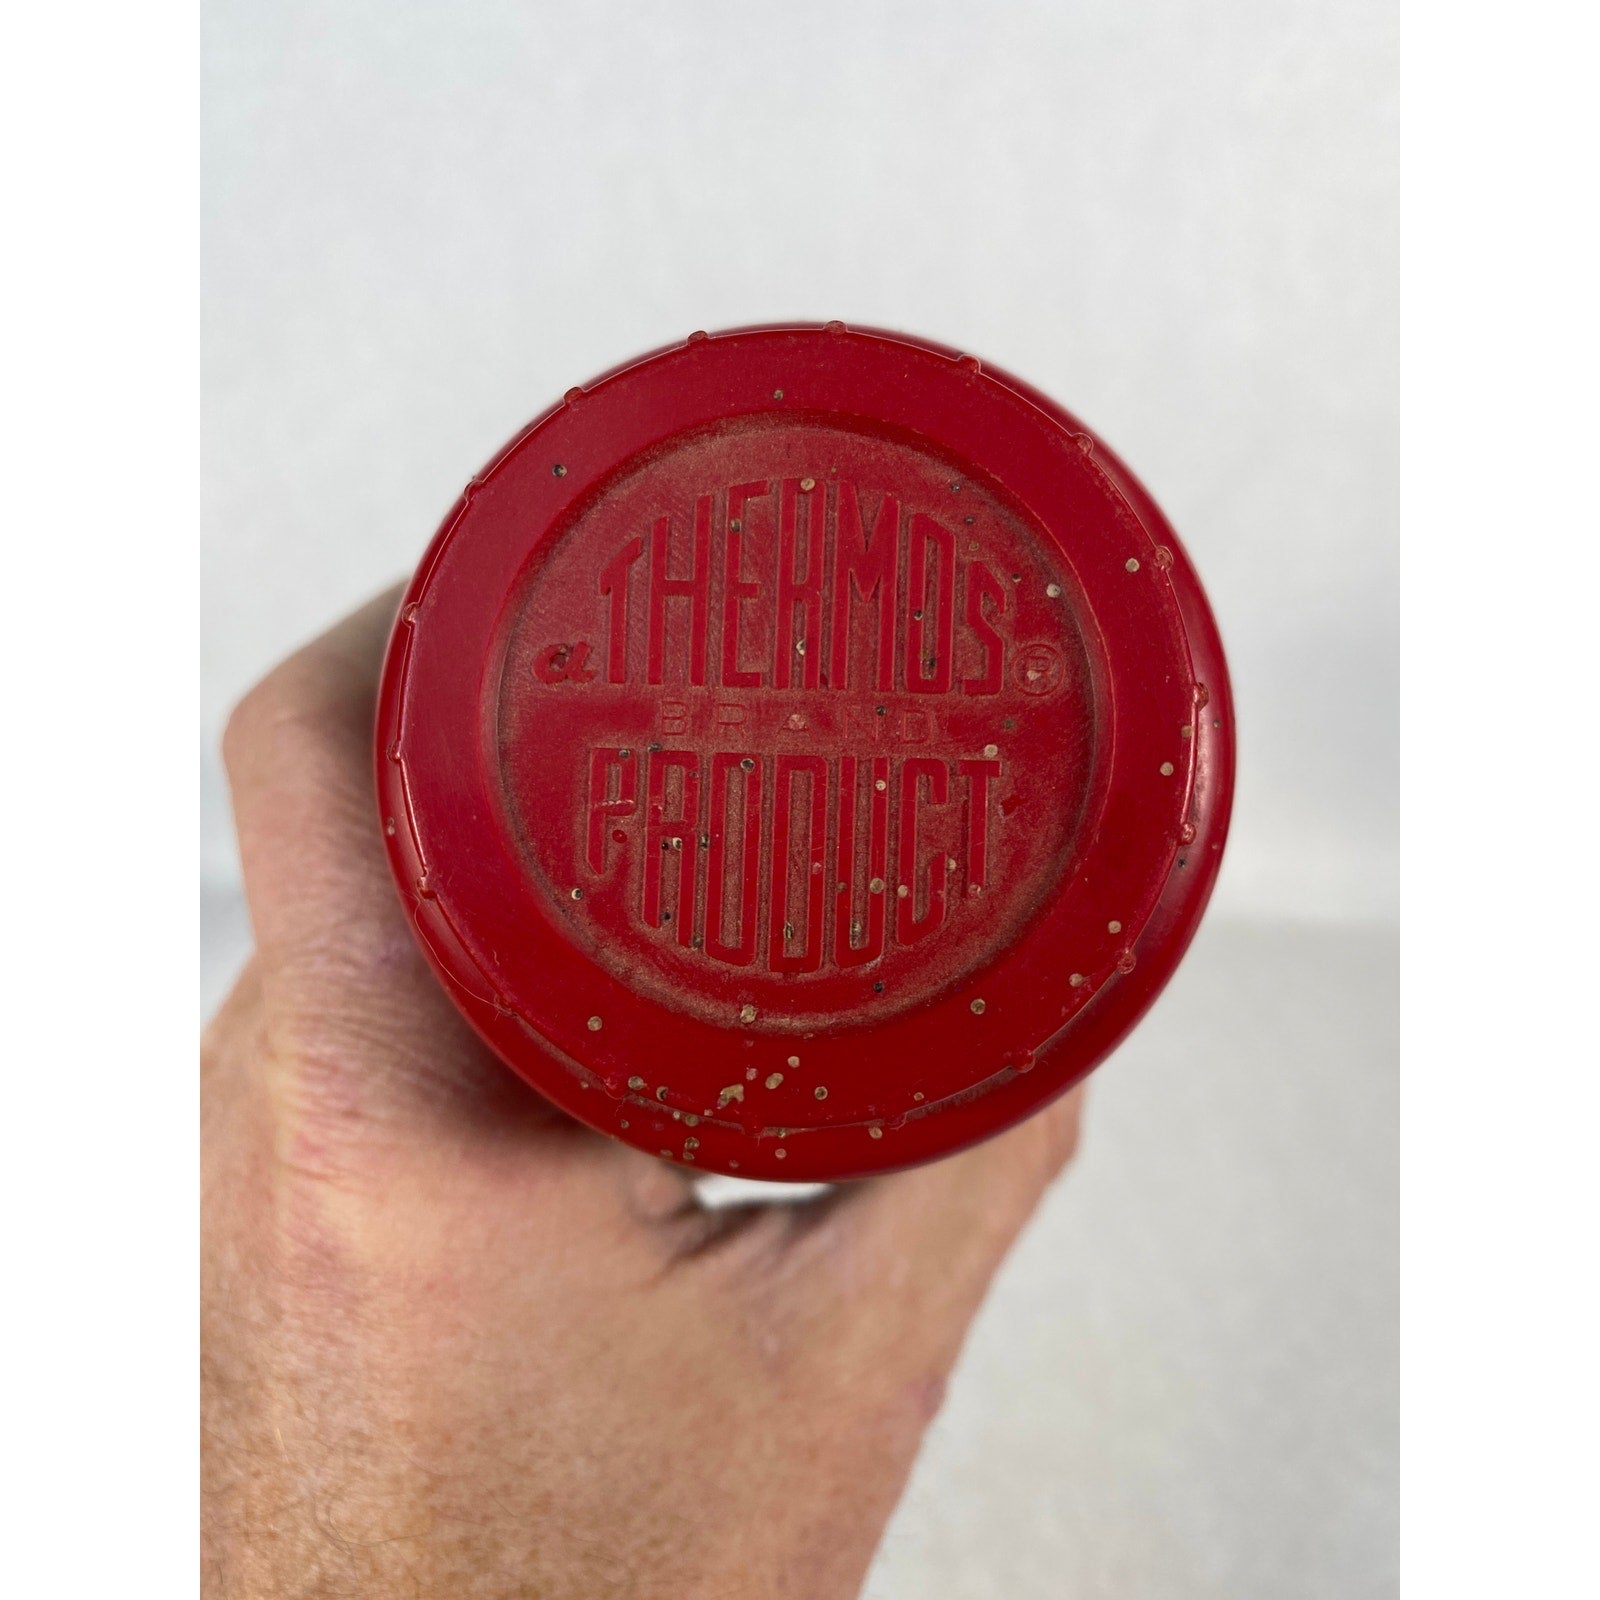 a THERMOS ®
BRAND
PRODUCT